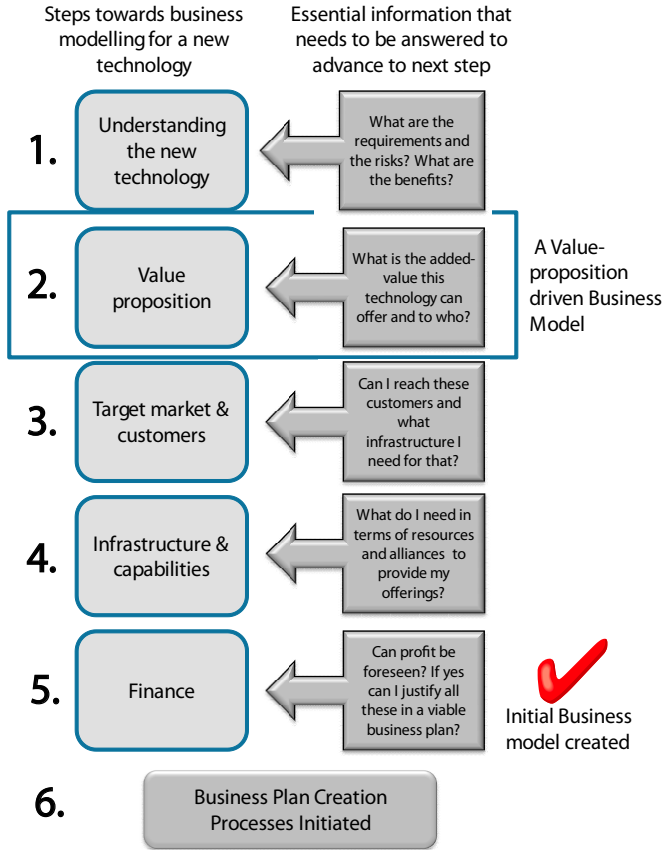 Steps towards business
modelling for a new
technology
Essential information that
needs to be answered to
advance to next step
1.
Understanding
the new
technology
What are the
requirements and
the risks? What are
the benefits?
2.
Value
proposition
What is the added-
value this
technology can
offer and to who?
A Value-
proposition
driven Business
Model
3.
Target market &
customers
Can I reach these
customers and
what
infrastructure I
need for that?
4.
Infrastructure &
capabilities
What do I need in
terms of resources
and alliances to
provide my
offerings?
5.
Finance
Can profit be
foreseen? If yes
can I justify all
these in a viable
business plan?
Initial Business
model created
6.
Business Plan Creation
Processes Initiated